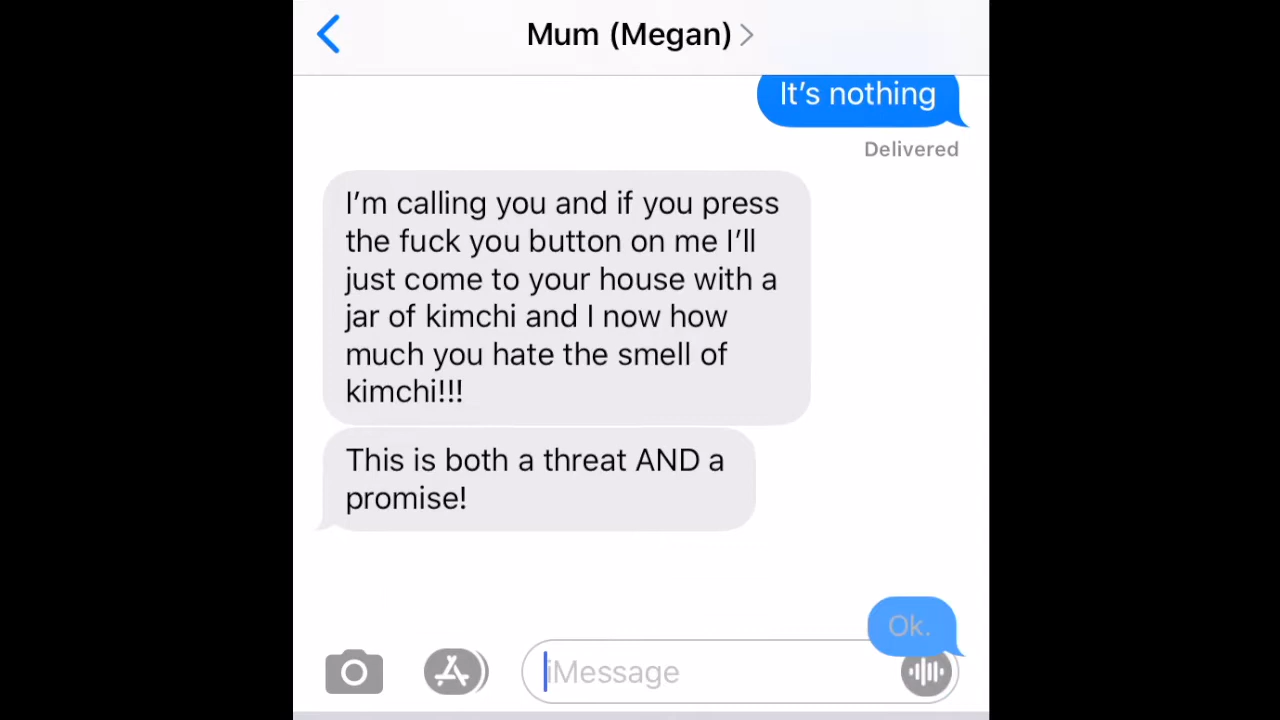 Mum (Megan)
It’s nothing
Delivered
I’m calling you and if you press
the fuck you button on me I’ll
just come to your house with a
jar of kimchi and I now how
much you hate the smell of
kimchi!!!
This is both a threat AND a
promise!
Ok.
iMessage